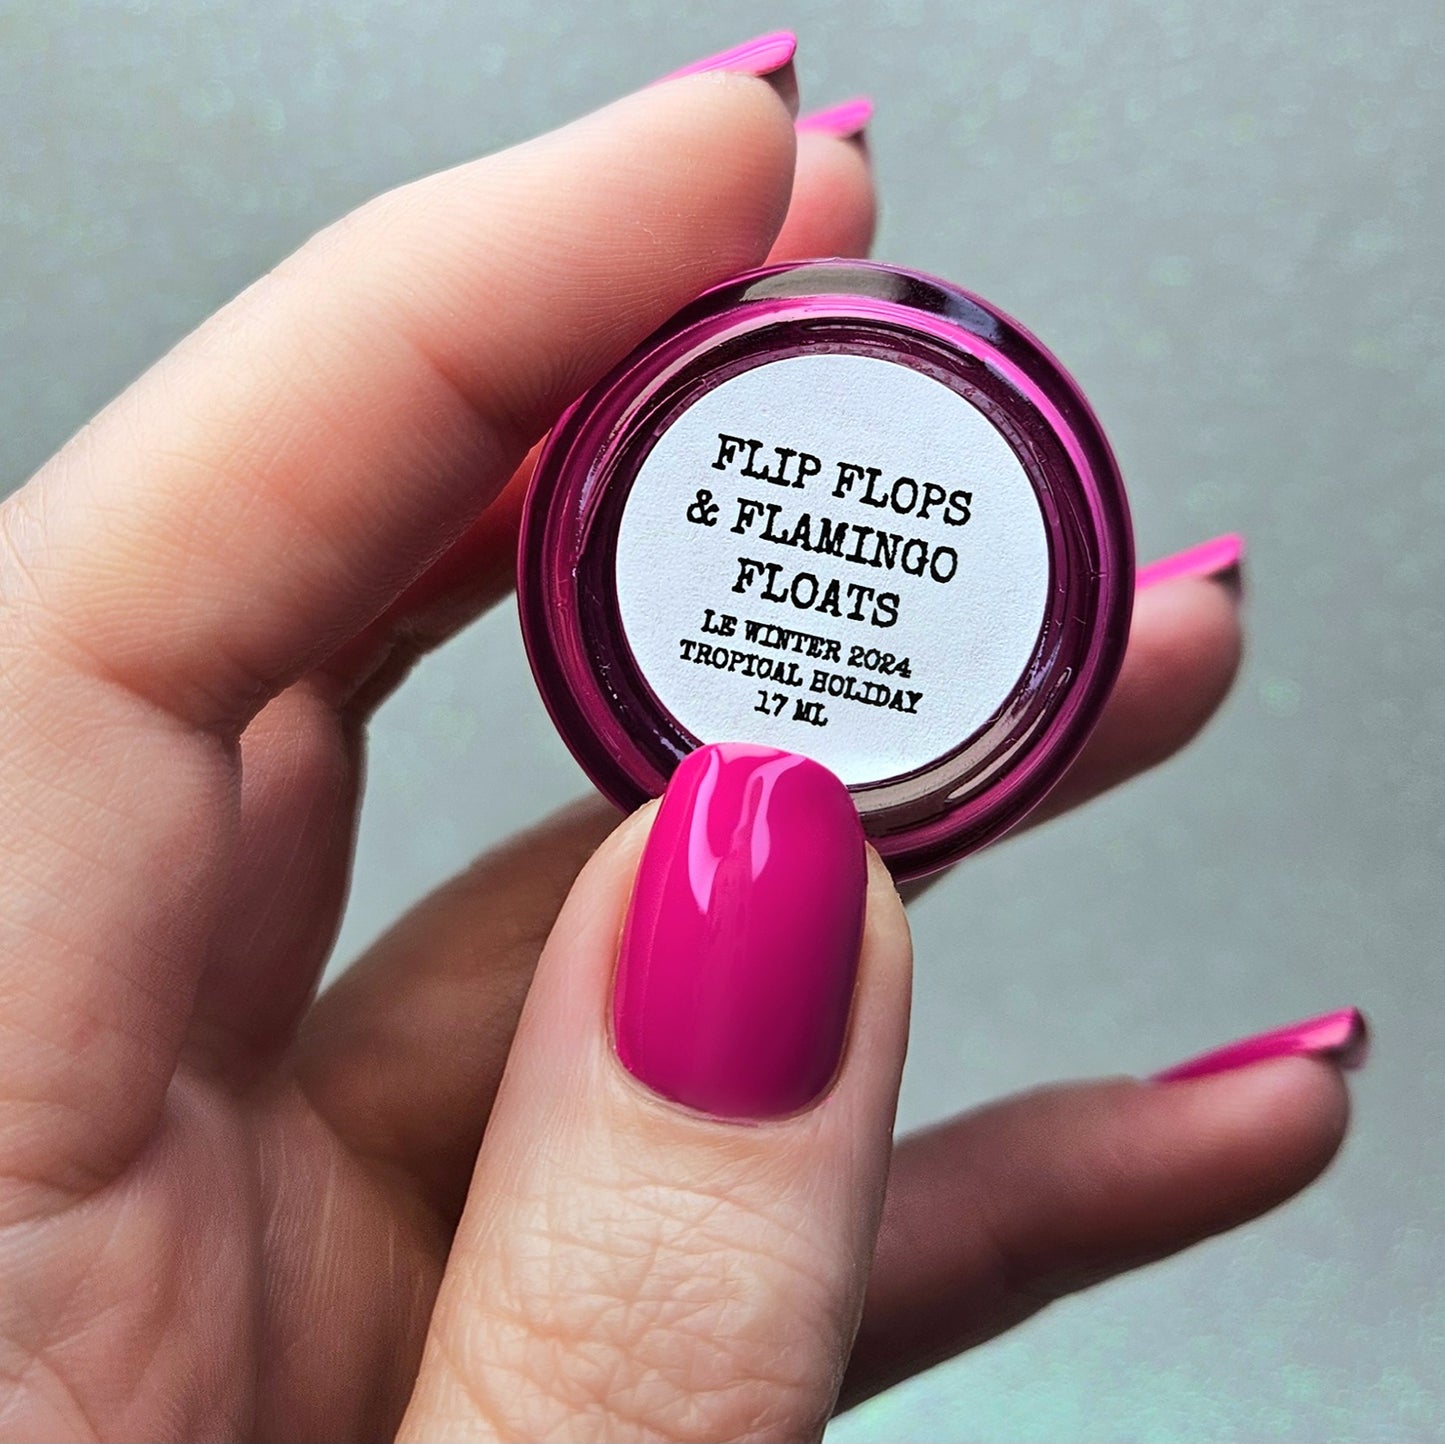 FLIP FLOPS
& FLAMINGO
FLOATS
LE WINTER 2024
TROPICAL HOLIDAY
17 ML